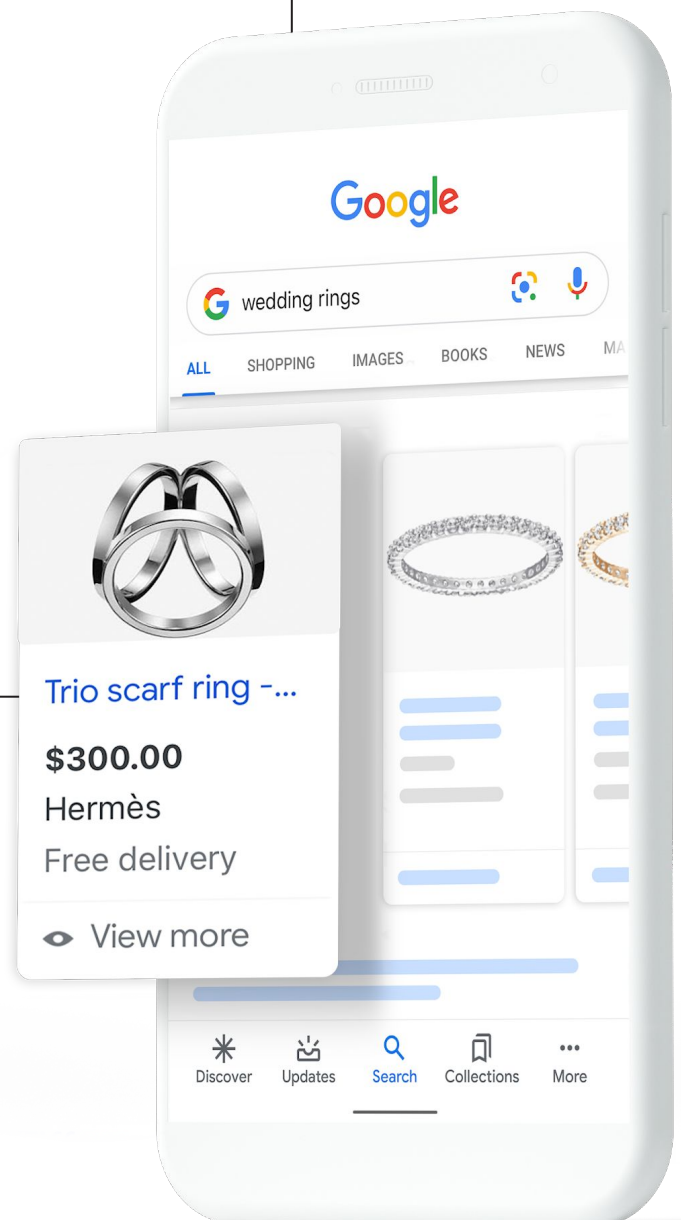 Google
wedding rings
ALL SHOPPING IMAGES BOOKS NEWS MA
Trio scarf ring -...
$300.00
Hermès
Free delivery
View more
Discover Updates Search Collections More